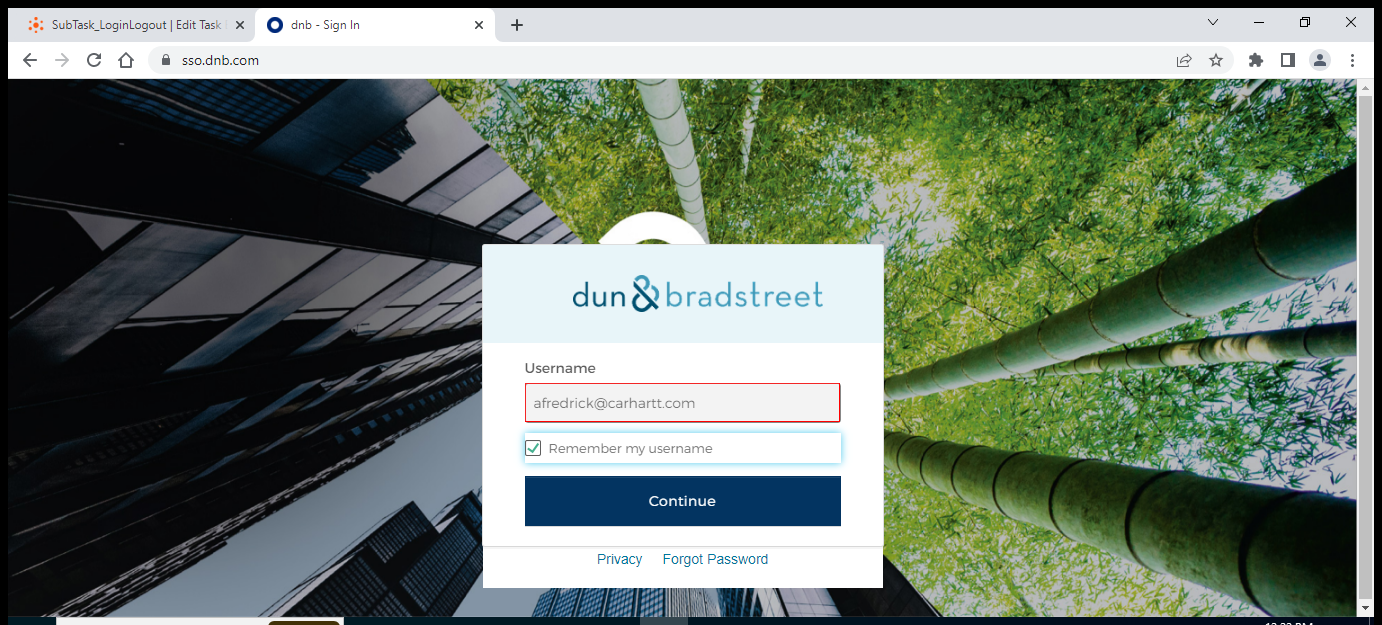 SubTask_LoginLogout | Edit Task
dnb - Sign In
sso.dnb.com
dun & bradstreet
Username
afredrick@carhartt.com
Remember my username
Continue
Privacy Forgot Password